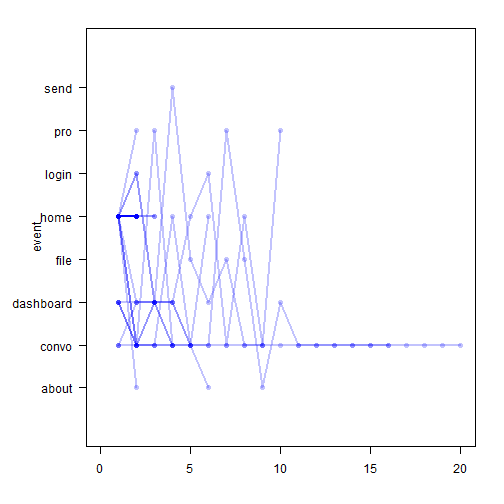 send
pro
login
home
event
file
dashboard
convo
about
0 5 10 15 20